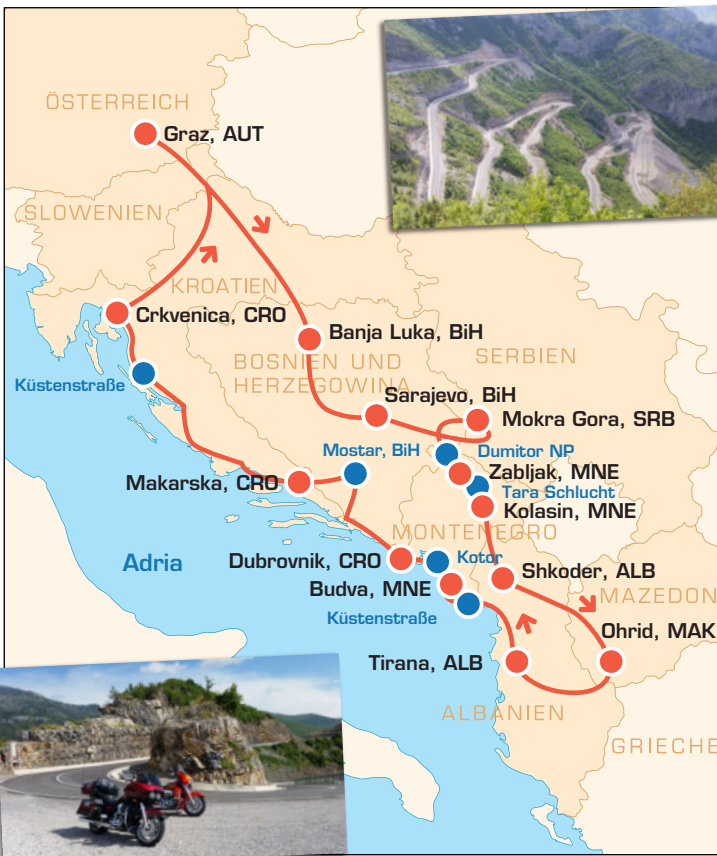 ÖSTERREICH
Graz, AUT
SLOWENIEN
KROATIEN
Crkvenica, CRO
Banja Luka, BiH
BOSNIEN UND
HERZEGOWINA
SERBIEN
Küstenstraße
Sarajevo, BiH
Mokra Gora, SRB
Mostar, BiH
Dumitor NP
Zabljak, MNE
Makarska, CRO
Tara Schlucht
Kolasin, MNE
MONTENEGRO
Adria
Dubrovnik, CRO
Kotor
Shkoder, ALB
Budva, MNE
MAZEDON
Küstenstraße
Ohrid, MAK
Tirana, ALB
ALBANIEN
GRIECHE